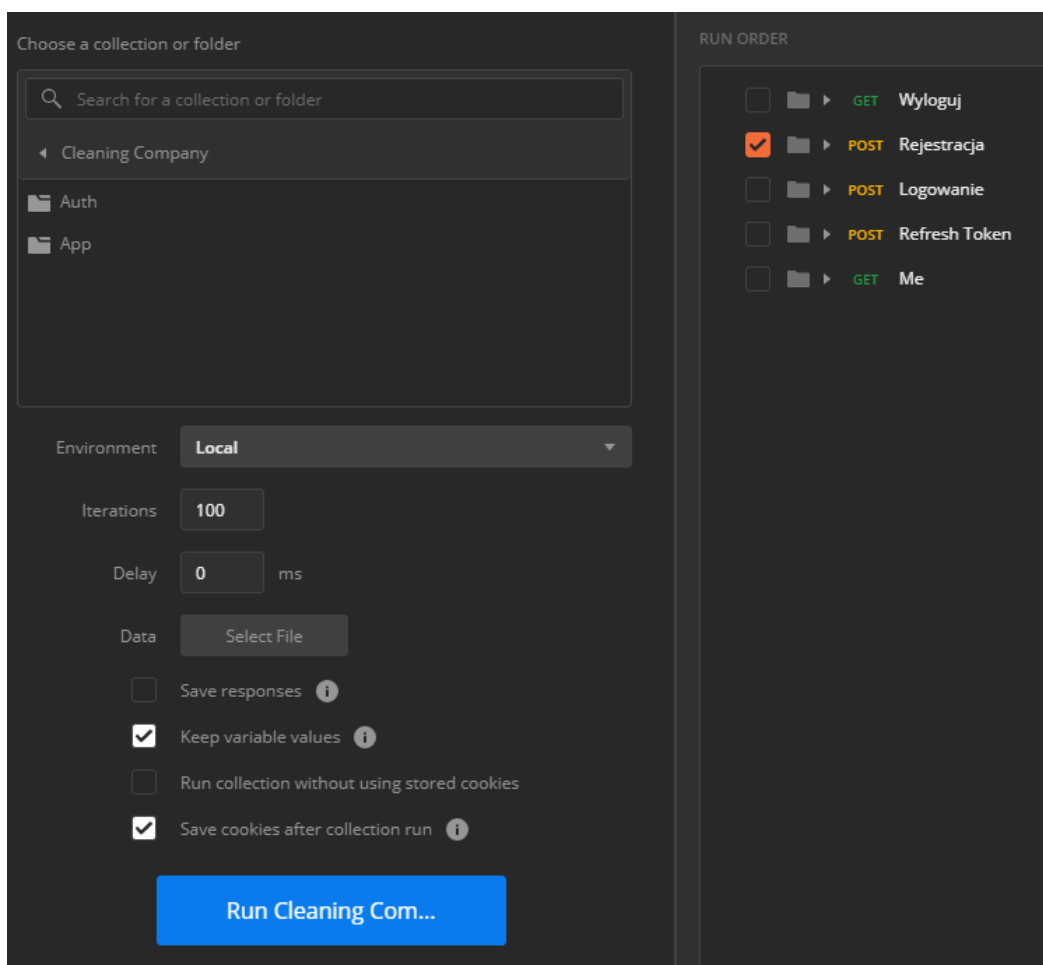 Choose a collection or folder
Search for a collection or folder
Cleaning Company
Auth
App
Environment Local
Iterations 100
Delay 0 ms
Data Select File
Save responses
Keep variable values
Run collection without using stored cookies
Save cookies after collection run
Run Cleaning Com...
RUN ORDER
GET Wyloguj
POST Rejestracja
POST Logowanie
POST Refresh Token
GET Me